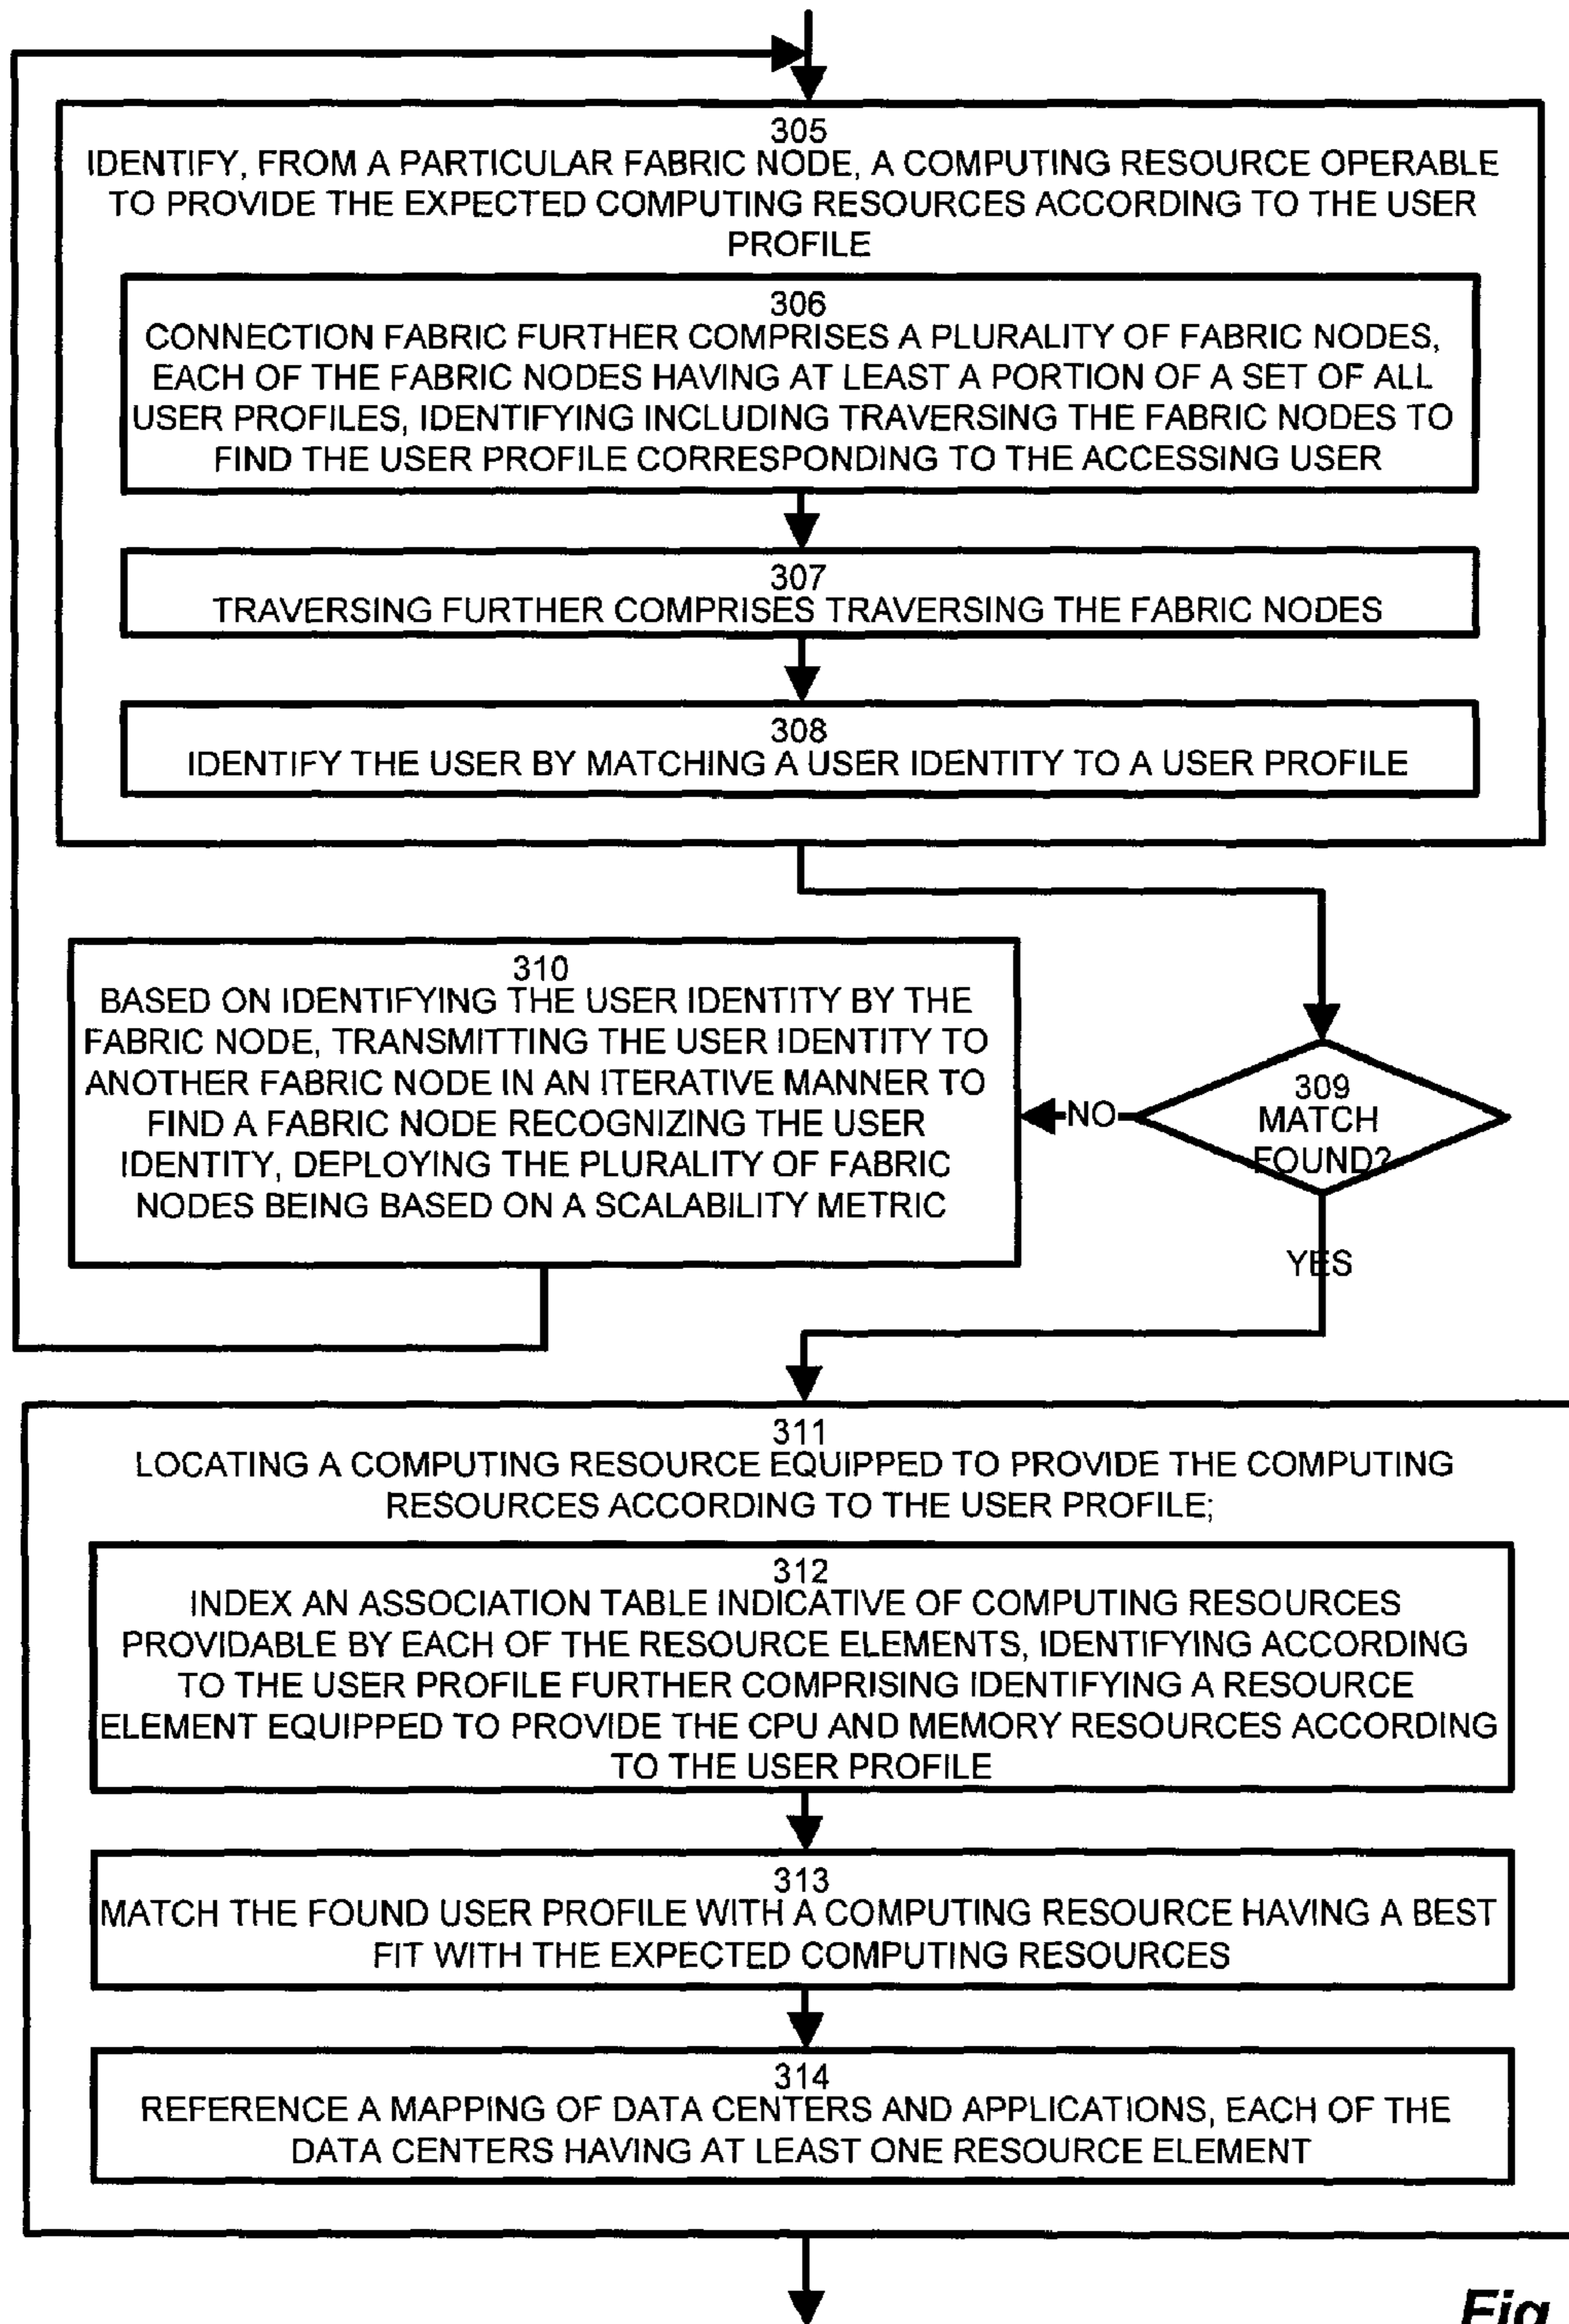 305
IDENTIFY, FROM A PARTICULAR FABRIC NODE, A COMPUTING RESOURCE OPERABLE
TO PROVIDE THE EXPECTED COMPUTING RESOURCES ACCORDING TO THE USER
PROFILE
306
CONNECTION FABRIC FURTHER COMPRISES A PLURALITY OF FABRIC NODES,
EACH OF THE FABRIC NODES HAVING AT LEAST A PORTION OF A SET OF ALL
USER PROFILES, IDENTIFYING INCLUDING TRAVERSING THE FABRIC NODES TO
FIND THE USER PROFILE CORRESPONDING TO THE ACCESSING USER
307
TRAVERSING FURTHER COMPRISES TRAVERSING THE FABRIC NODES
308
IDENTIFY THE USER BY MATCHING A USER IDENTITY TO A USER PROFILE
310
BASED ON IDENTIFYING THE USER IDENTITY BY THE
FABRIC NODE, TRANSMITTING THE USER IDENTITY TO
ANOTHER FABRIC NODE IN AN ITERATIVE MANNER TO
FIND A FABRIC NODE RECOGNIZING THE USER
IDENTITY, DEPLOYING THE PLURALITY OF FABRIC
NODES BEING BASED ON A SCALABILITY METRIC
NO
309
MATCH
FOUND?
YES
311
LOCATING A COMPUTING RESOURCE EQUIPPED TO PROVIDE THE COMPUTING
RESOURCES ACCORDING TO THE USER PROFILE;
312
INDEX AN ASSOCIATION TABLE INDICATIVE OF COMPUTING RESOURCES
PROVIDABLE BY EACH OF THE RESOURCE ELEMENTS, IDENTIFYING ACCORDING
TO THE USER PROFILE FURTHER COMPRISING IDENTIFYING A RESOURCE
ELEMENT EQUIPPED TO PROVIDE THE CPU AND MEMORY RESOURCES ACCORDING
TO THE USER PROFILE
313
MATCH THE FOUND USER PROFILE WITH A COMPUTING RESOURCE HAVING A BEST
FIT WITH THE EXPECTED COMPUTING RESOURCES
314
REFERENCE A MAPPING OF DATA CENTERS AND APPLICATIONS, EACH OF THE
DATA CENTERS HAVING AT LEAST ONE RESOURCE ELEMENT
Fig